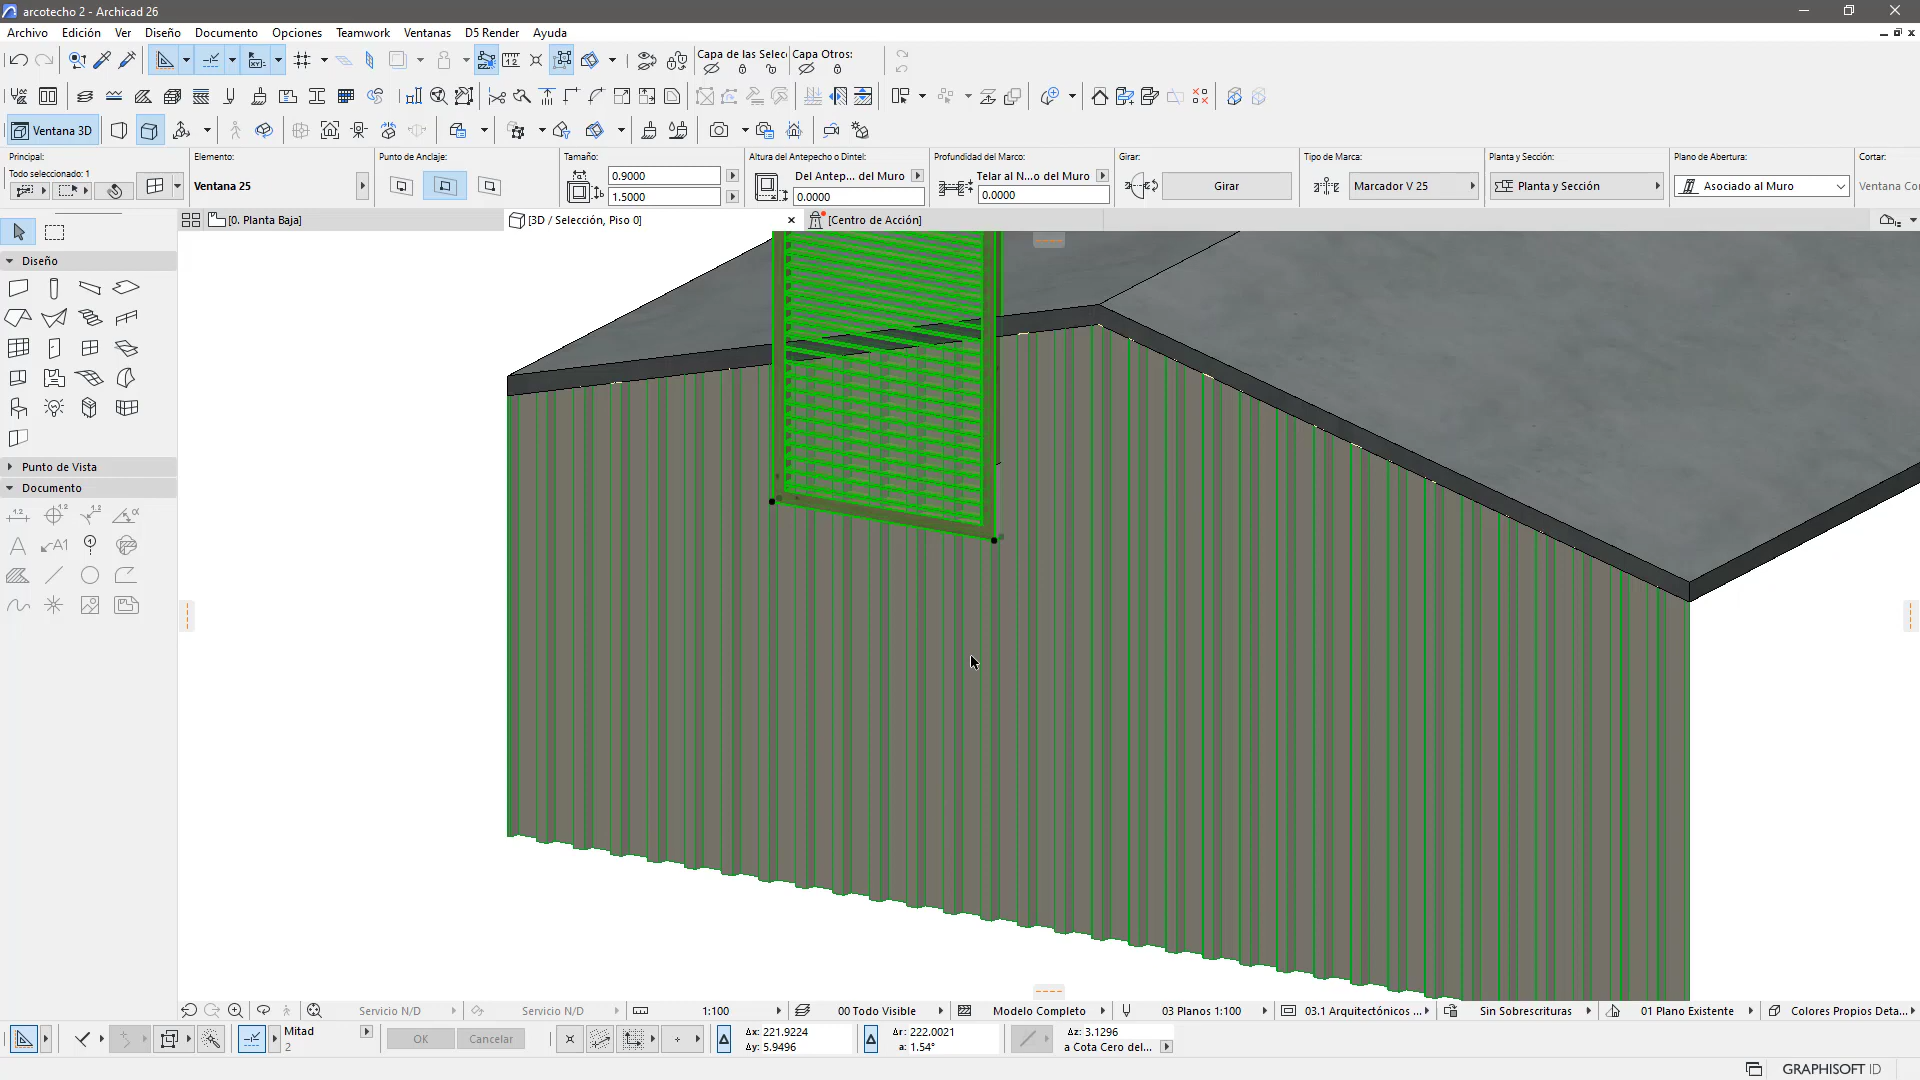 arcotecho 2 - Archicad 26
Archivo Edición Ver Diseño Documento Opciones Teamwork Ventanas D5 Render Ayuda
Capa de las Selec Capa Otros:
Ventana 3D
Principal:
Todo seleccionado: 1
Elemento:
Ventana 25
Punto de Anclaje:
Tamaño:
0.9000
1.5000
Altura del Antepecho o Dintel:
Del Antep... del Muro
0.0000
Profundidad del Marco:
Telar al N...o del Muro
0.0000
Girar:
Girar
Tipo de Marca:
Marcador V 25
Planta y Sección:
Planta y Sección
Plano de Abertura:
Asociado al Muro
Cortar:
Ventana Co
[0. Planta Baja]
[3D / Selección, Piso 0]
[Centro de Acción]
Diseño
Punto de Vista
Documento
Servicio N/D Servicio N/D 1:100 00 Todo Visible Modelo Completo 03 Planos 1:100 03.1 Arquitectónicos ... Sin Sobrescrituras 01 Plano Existente Colores Propios Deta...
Mitad
2
OK Cancelar
Δx: 221.9224
Δy: 5.9496
Δr: 222.0021
a: 1.54°
Δz: 3.1296
a Cota Cero del...
GRAPHISOFT ID